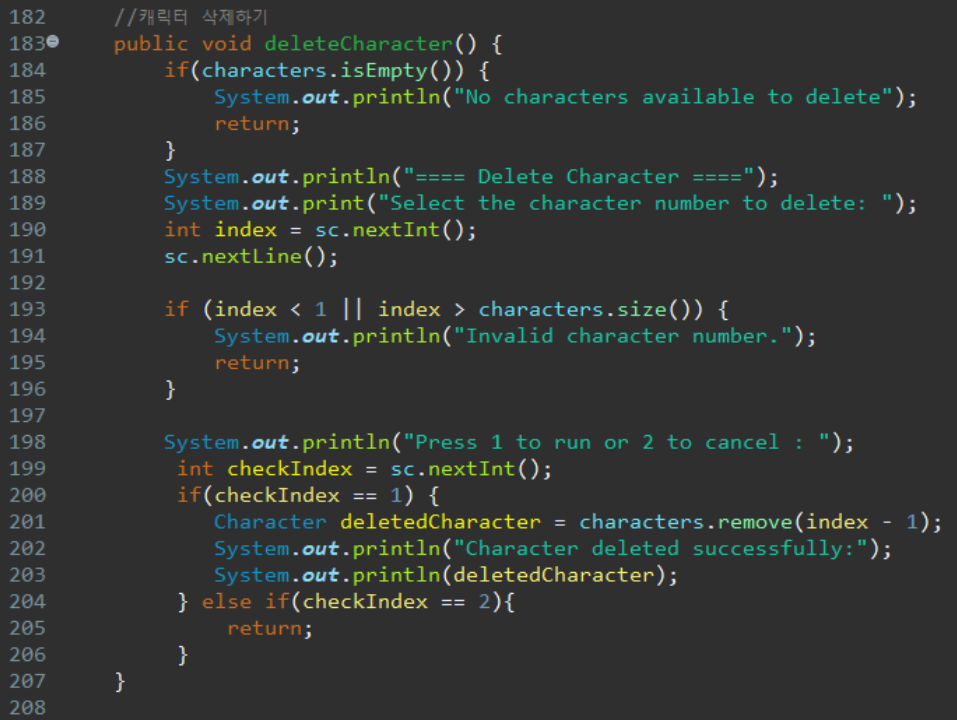 182 //캐릭터 삭제하기
183 public void deleteCharacter() {
184 if(characters.isEmpty()) {
185 System.out.println("No characters available to delete");
186 return;
187 }
188 System.out.println("==== Delete Character ====");
189 System.out.print("Select the character number to delete: ");
190 int index = sc.nextInt();
191 sc.nextLine();
192
193 if (index < 1 || index > characters.size()) {
194 System.out.println("Invalid character number.");
195 return;
196 }
197
198 System.out.println("Press 1 to run or 2 to cancel : ");
199 int checkIndex = sc.nextInt();
200 if(checkIndex == 1) {
201 Character deletedCharacter = characters.remove(index - 1);
202 System.out.println("Character deleted successfully:");
203 System.out.println(deletedCharacter);
204 } else if(checkIndex == 2){
205 return;
206 }
207 }
208